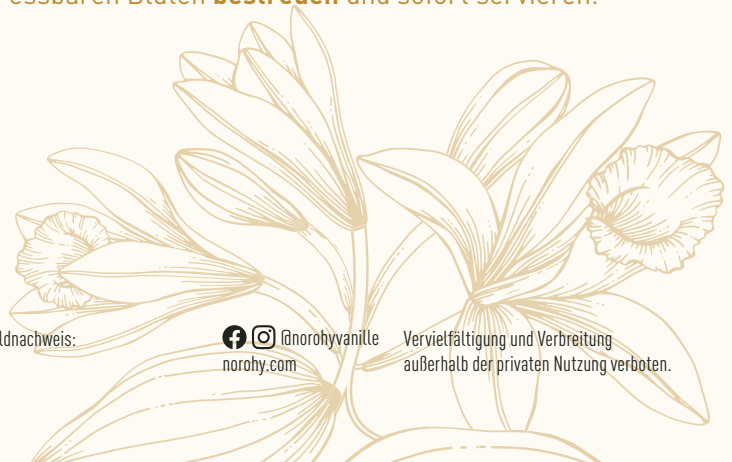 essbaren Blüten bestreuen und sofort servieren.
ldnachweis:
@norohyvanille
norohy.com
Vervielfältigung und Verbreitung
außerhalb der privaten Nutzung verboten.